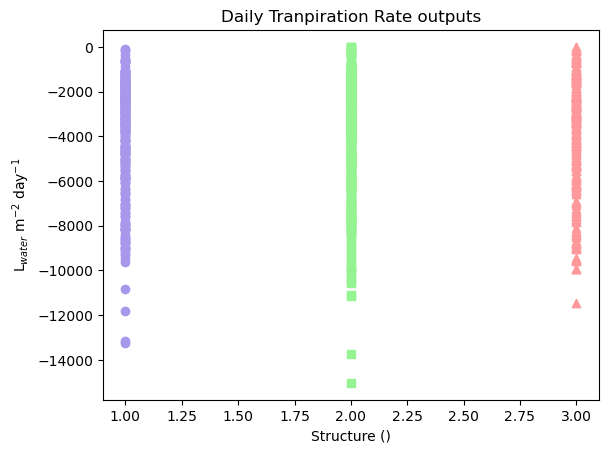 Daily Tranpiration Rate outputs
0
−2000
−4000
−6000
−8000
−10000
−12000
−14000
L_water m⁻² day⁻¹
1.00 1.25 1.50 1.75 2.00 2.25 2.50 2.75 3.00
Structure ()